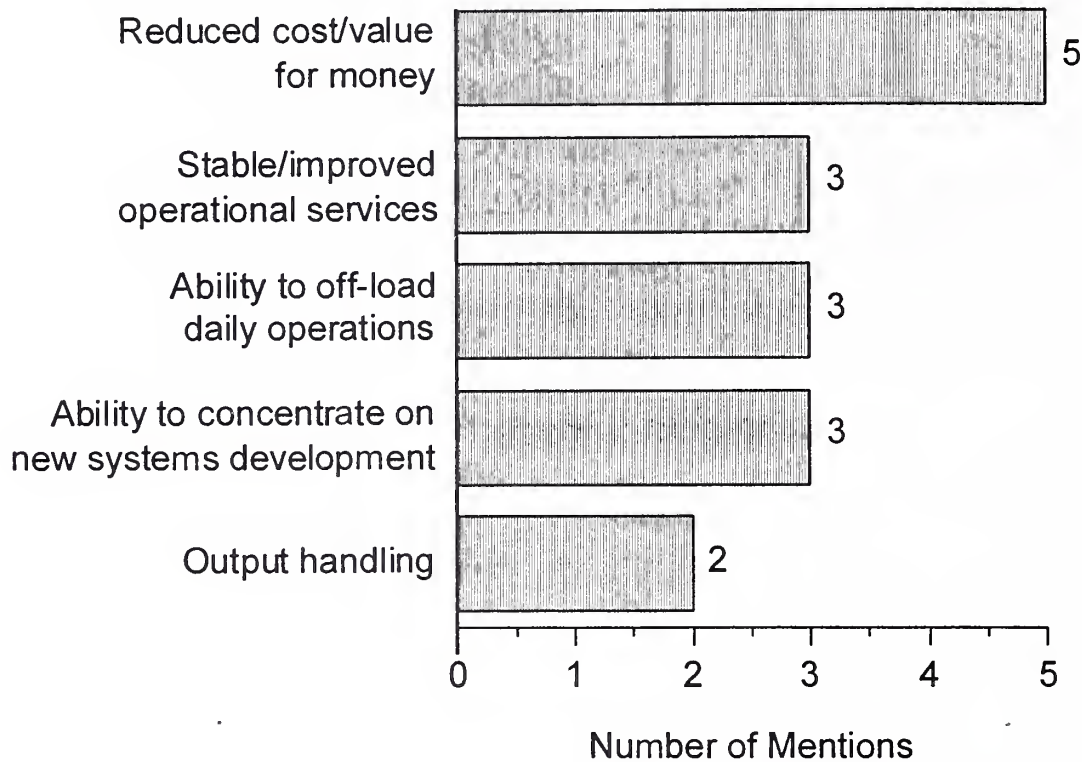 Reduced cost/value
for money
5
Stable/improved
operational services
3
Ability to off-load
daily operations
3
Ability to concentrate on
new systems development
3
Output handling
2
0 1 2 3 4 5
Number of Mentions